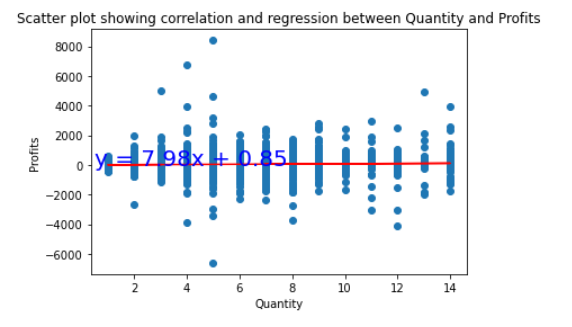 Scatter plot showing correlation and regression between Quantity and Profits
8000
6000
4000
2000
y = 7.98x + 0.85
0
−2000
−4000
−6000
Profits
2 4 6 8 10 12 14
Quantity